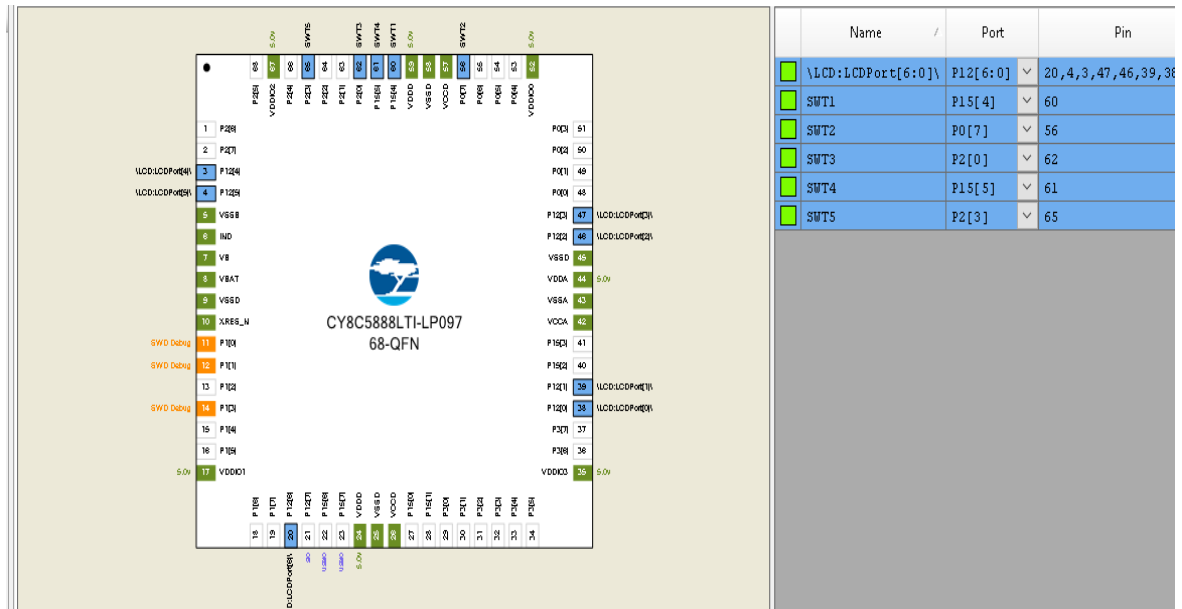 5.0v SWT5 SWT3 SWT4 SWT1 5.0v SWT2 5.0v
68 67 66 65 64 63 62 61 60 59 58 57 56 55 54 53 52
P2[5] VDDIO2 P2[4] P2[3] P2[2] P2[1] P2[0] P15[5] P15[4] VDDD VSSD VCCD P0[7] P0[6] P0[5] P0[4] VDDIO0
1 P2[6] P0[3] 51
2 P2[7] P0[2] 50
\LCD:LCDPort[4]\ 3 P12[4] P0[1] 49
\LCD:LCDPort[5]\ 4 P12[5] P0[0] 48
5 VSSB P12[3] 47 \LCD:LCDPort[3]\
6 IND P12[2] 46 \LCD:LCDPort[2]\
7 VB VSSD 45
8 VBAT VDDA 44 5.0v
9 VSSD VSSA 43
10 XRES_N VCCA 42
CY8C5888LTI-LP097
68-QFN
SWD Debug 11 P1[0] P15[3] 41
SWD Debug 12 P1[1] P15[2] 40
13 P1[2] P12[1] 39 \LCD:LCDPort[1]\
SWD Debug 14 P1[3] P12[0] 38 \LCD:LCDPort[0]\
15 P1[4] P3[7] 37
16 P1[5] P3[6] 36
5.0v 17 VDDIO1 VDDIO3 35 5.0v
P1[6] P1[7] P12[6] P12[7] P15[6] P15[7] VDDD VSSD VCCD P15[0] P15[1] P3[0] P3[1] P3[2] P3[3] P3[4] P3[5]
18 19 20 21 22 23 24 25 26 27 28 29 30 31 32 33 34
D:LCDPort[6]\ 5.0v
Name Port Pin
\LCD:LCDPort[6:0]\ P12[6:0] 20,4,3,47,46,39,38
SWT1 P15[4] 60
SWT2 P0[7] 56
SWT3 P2[0] 62
SWT4 P15[5] 61
SWT5 P2[3] 65